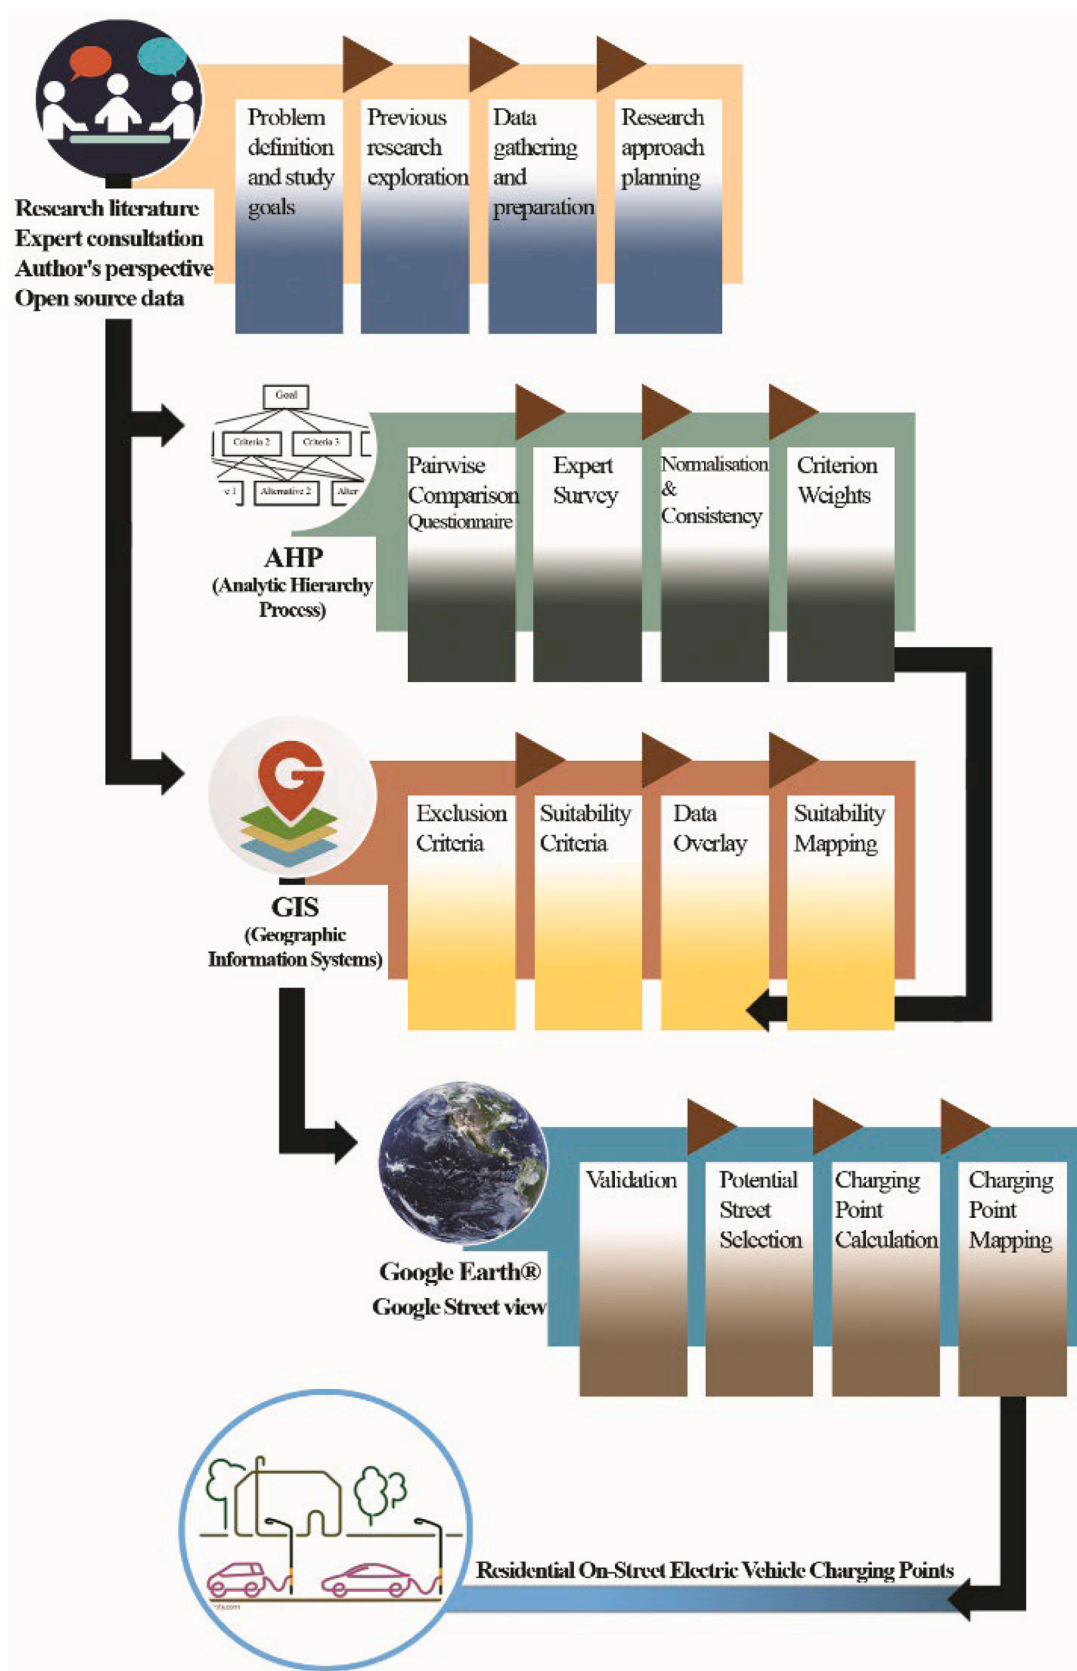 Problem
definition
and study
goals
Previous
research
exploration
Data
gathering
and
preparation
Research
approach
planning
Research literature
Expert consultation
Author's perspective
Open source data
Goal
Criteria 2
Criteria 3
Alternative 2
AHP
(Analytic Hierarchy
Process)
Pairwise
Comparison
Questionnaire
Expert
Survey
Normalisation
&
Consistency
Criterion
Weights
G
GIS
(Geographic
Information Systems)
Exclusion
Criteria
Suitability
Criteria
Data
Overlay
Suitability
Mapping
Google Earth®
Google Street view
Validation
Potential
Street
Selection
Charging
Point
Calculation
Charging
Point
Mapping
Residential On-Street Electric Vehicle Charging Points